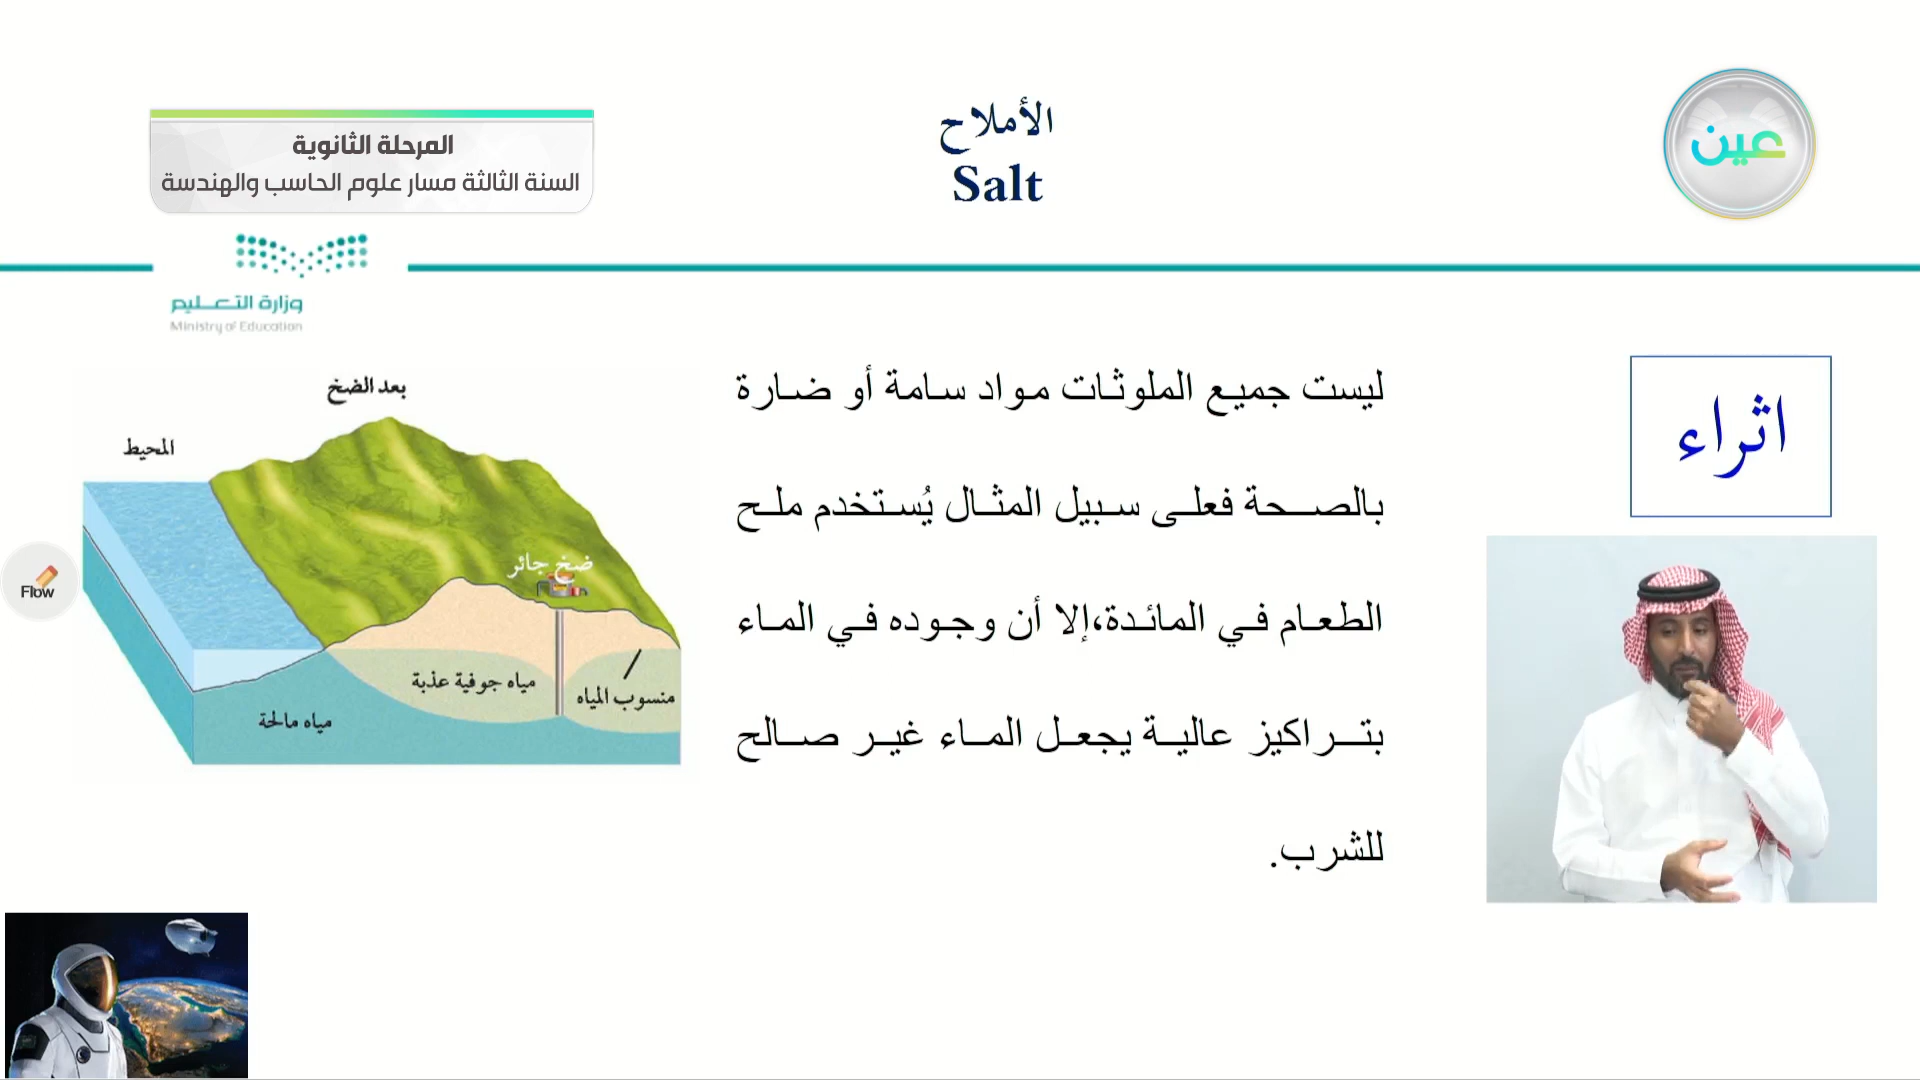 الأملاح
Salt
عين
المرحلة الثانوية
السنة الثالثة مسار علوم الحاسب والهندسة
وزارة التعـــليم
Ministry of Education
اثراء
ليست جميع الملوثات مواد سامة أو ضارة
بالصحة فعلى سبيل المثال يُستخدم ملح
الطعام في المائدة،إلا أن وجوده في الماء
بتراكيز عالية يجعل الماء غير صالح
للشرب.
بعد الضخ
المحيط
ضخ جائر
مياه جوفية عذبة
منسوب المياه
مياه مالحة
Flow